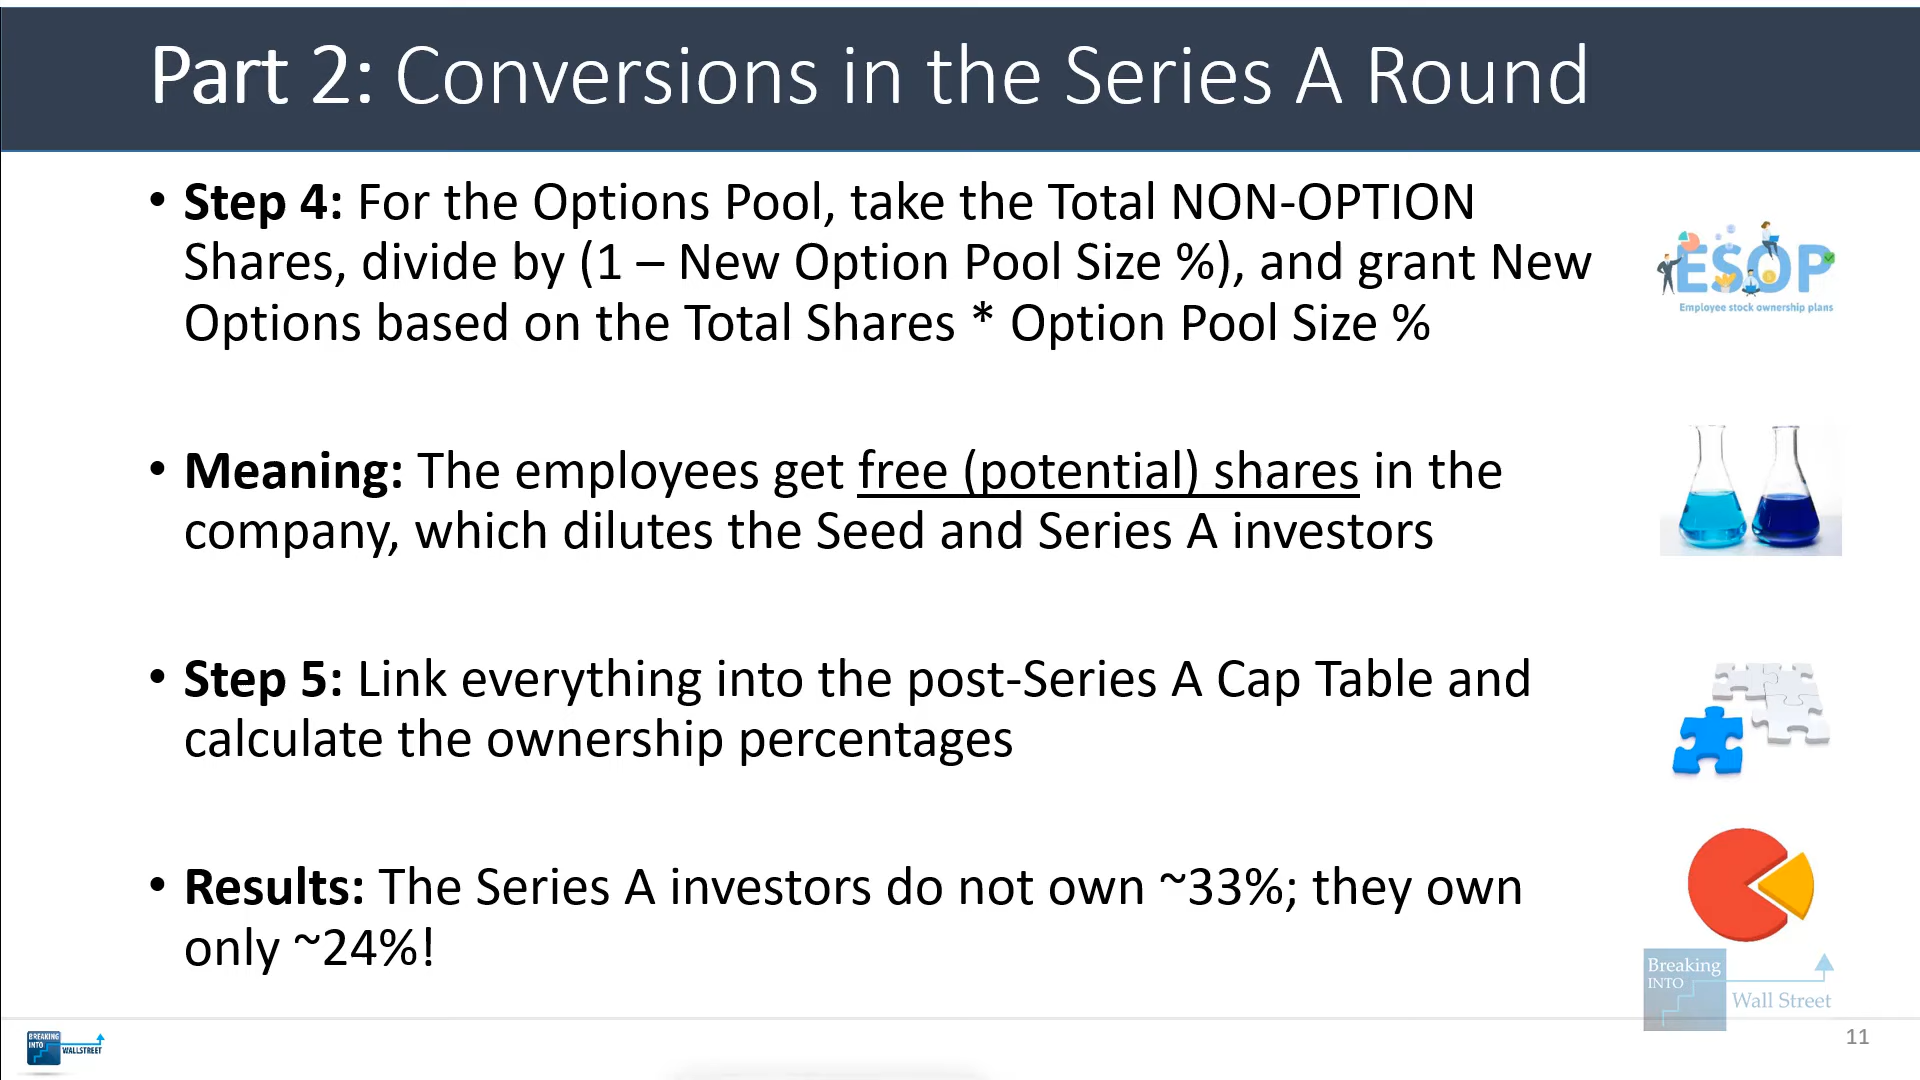 Part 2: Conversions in the Series A Round
• Step 4: For the Options Pool, take the Total NON-OPTION
Shares, divide by (1 – New Option Pool Size %), and grant New
Options based on the Total Shares * Option Pool Size %
ESOP
Employee stock ownership plans
• Meaning: The employees get free (potential) shares in the
company, which dilutes the Seed and Series A investors
• Step 5: Link everything into the post-Series A Cap Table and
calculate the ownership percentages
• Results: The Series A investors do not own ~33%; they own
only ~24%!
Breaking
INTO
Wall Street
BREAKING
INTO
WALLSTREET
11